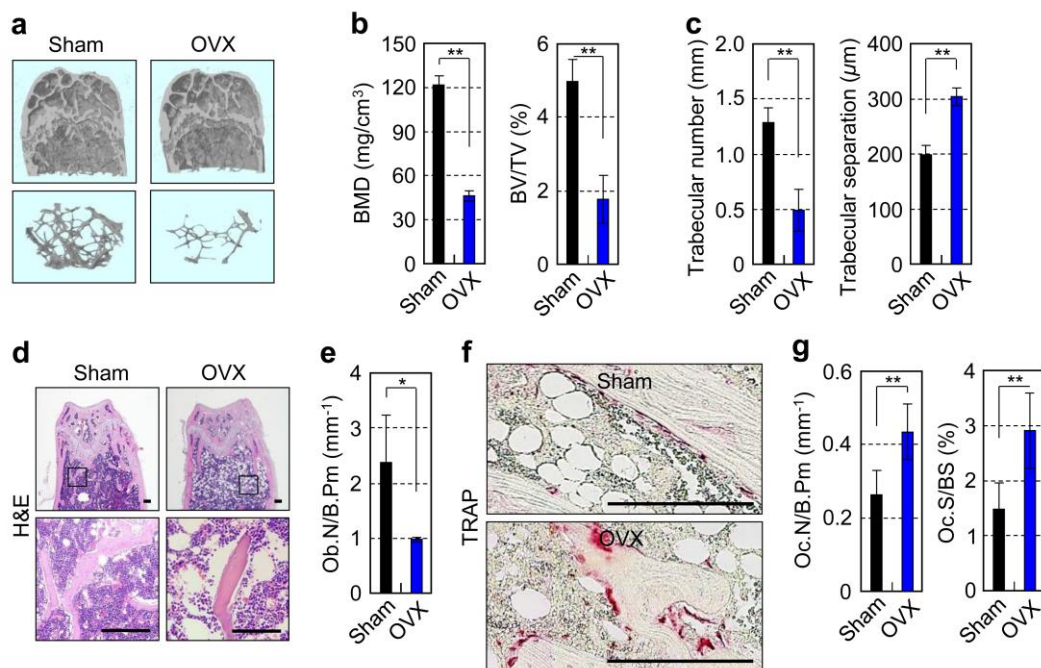 a
Sham OVX
b
BMD (mg/cm³)
150
120
90
60
30
0
**
Sham
OVX
BV/TV (%)
6
4
2
0
**
Sham
OVX
c
Trabecular number (mm)
2.0
1.5
1.0
0.5
0
**
Sham
OVX
Trabecular separation (µm)
400
300
200
100
0
**
Sham
OVX
d
Sham OVX
H&E
e
Ob.N/B.Pm (mm⁻¹)
4
3
2
1
0
*
Sham
OVX
f
TRAP
Sham
OVX
g
Oc.N/B.Pm (mm⁻¹)
0.6
0.4
0.2
0
**
Sham
OVX
Oc.S/BS (%)
4
3
2
1
0
**
Sham
OVX